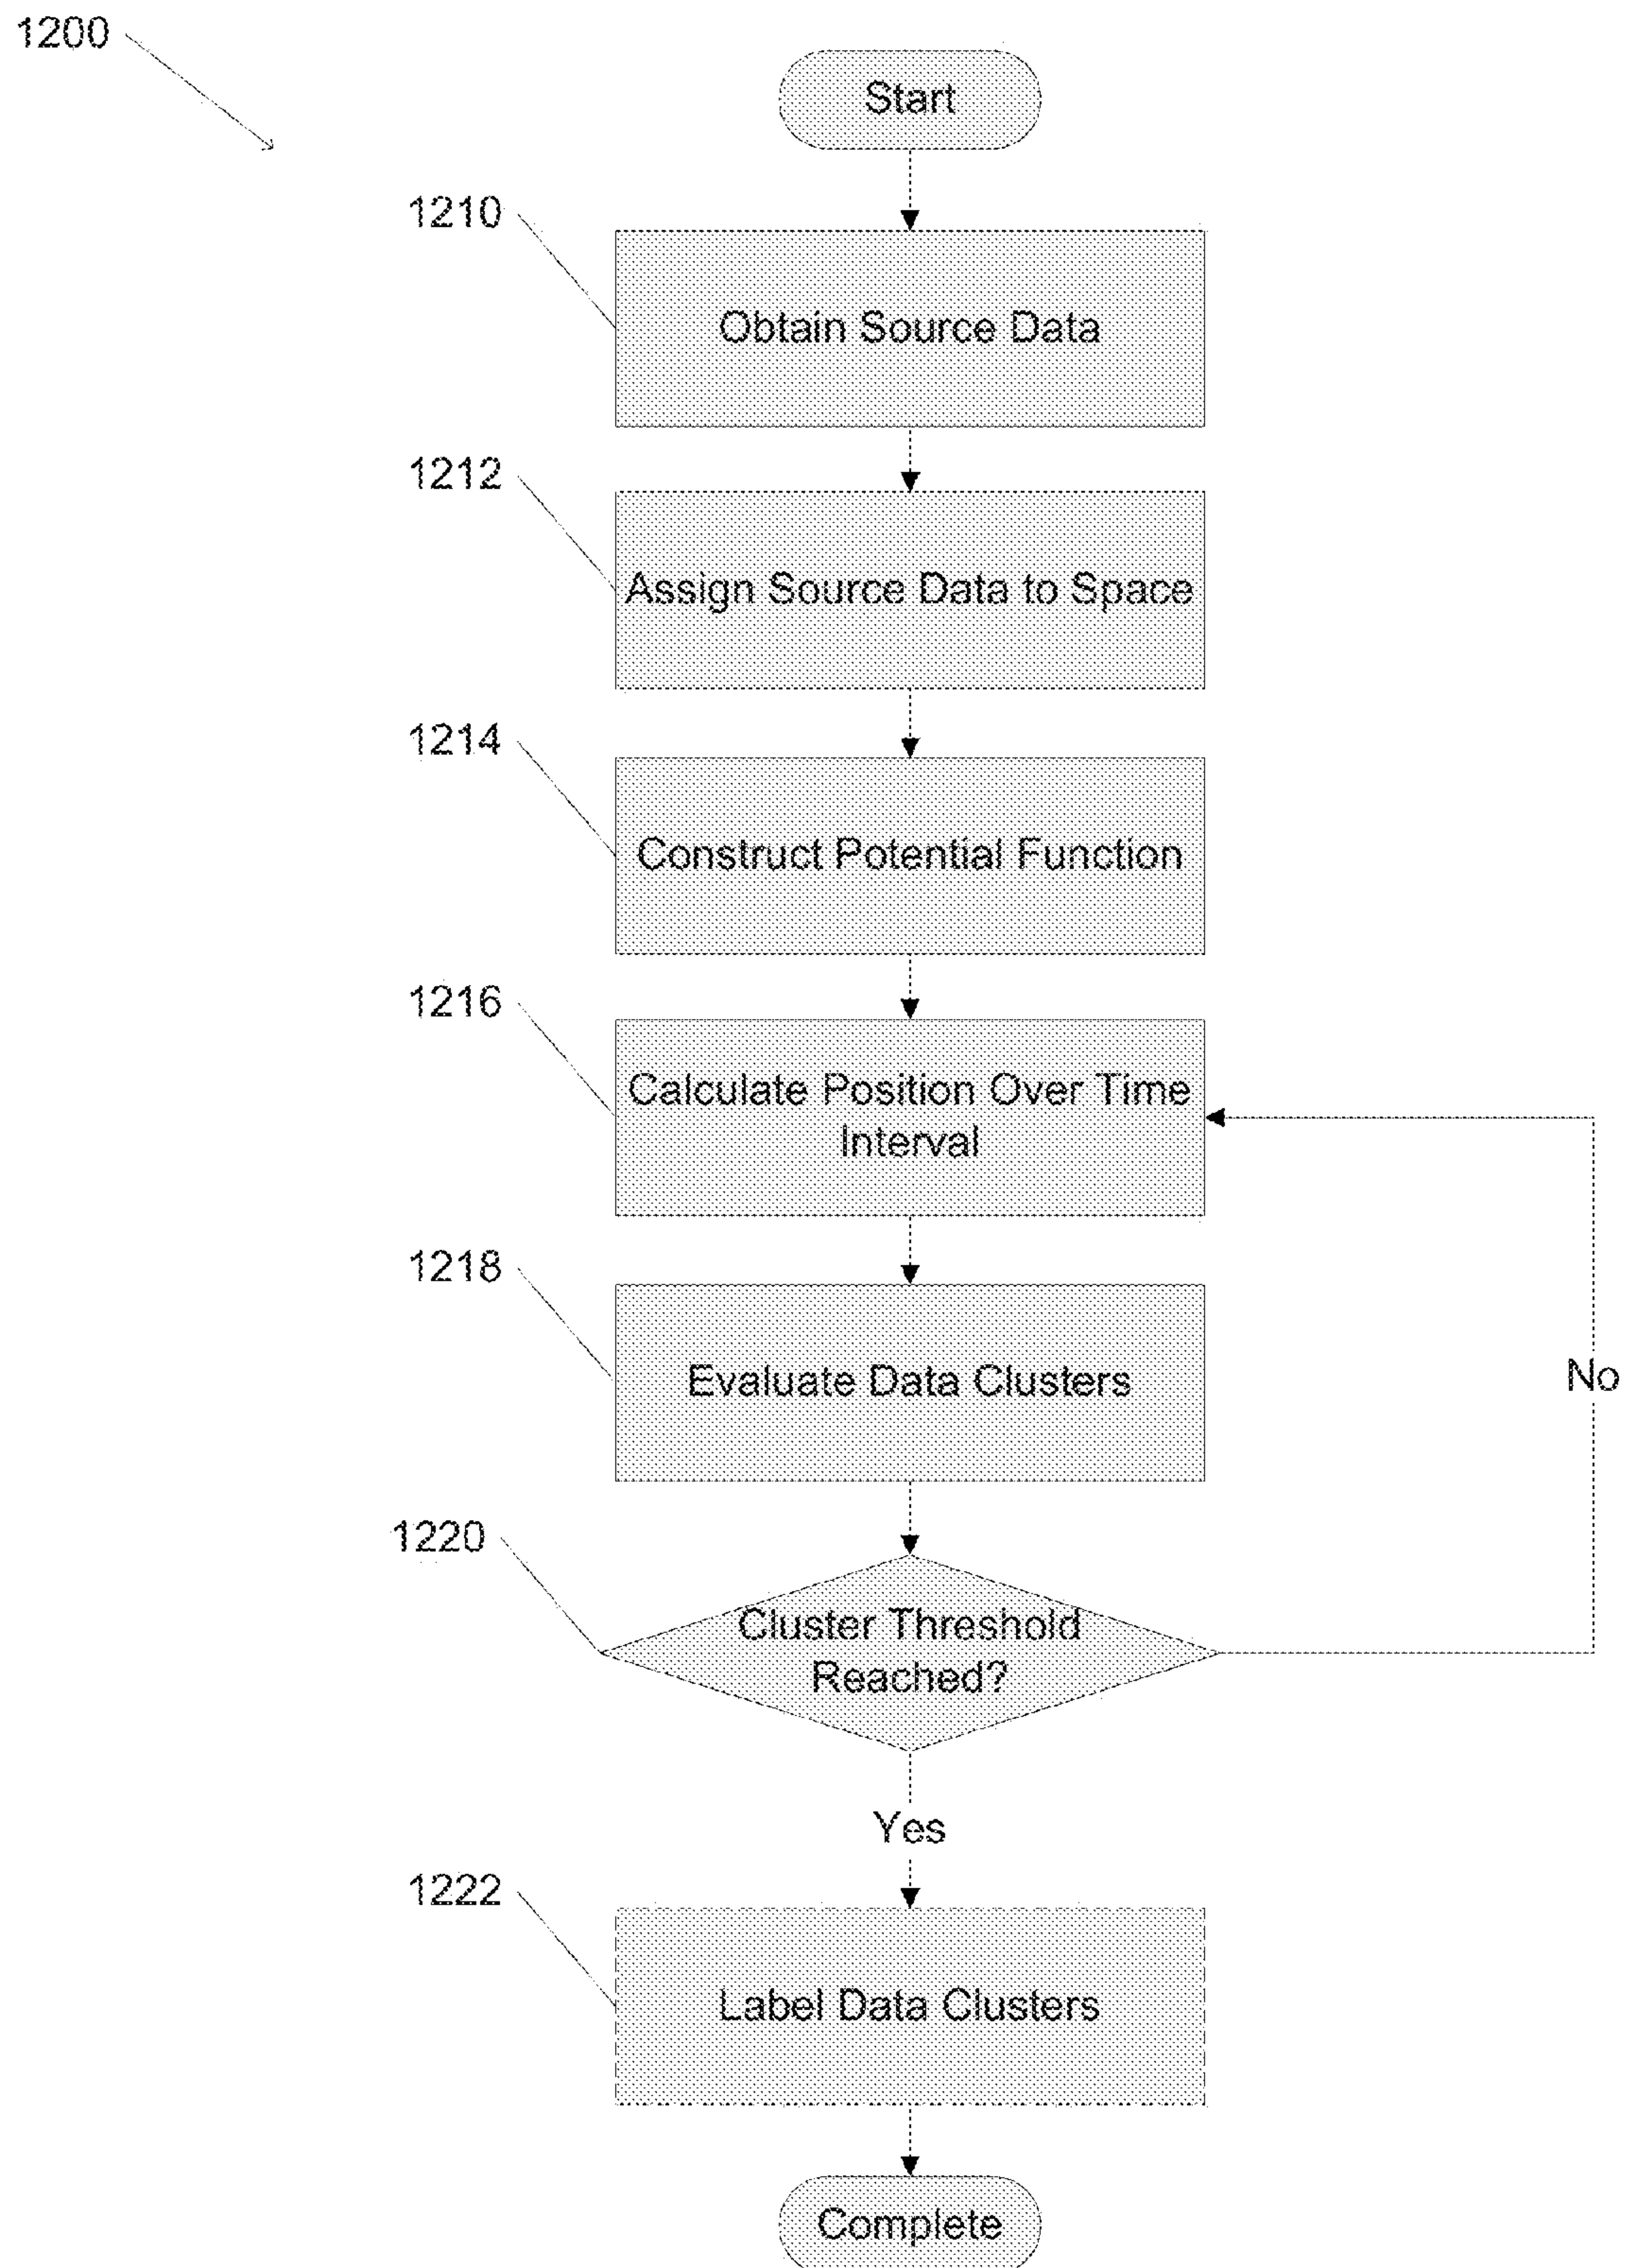 1200
Start
1210
Obtain Source Data
1212
Assign Source Data to Space
1214
Construct Potential Function
1216
Calculate Position Over Time
Interval
1218
Evaluate Data Clusters
No
1220
Cluster Threshold
Reached?
Yes
1222
Label Data Clusters
Complete